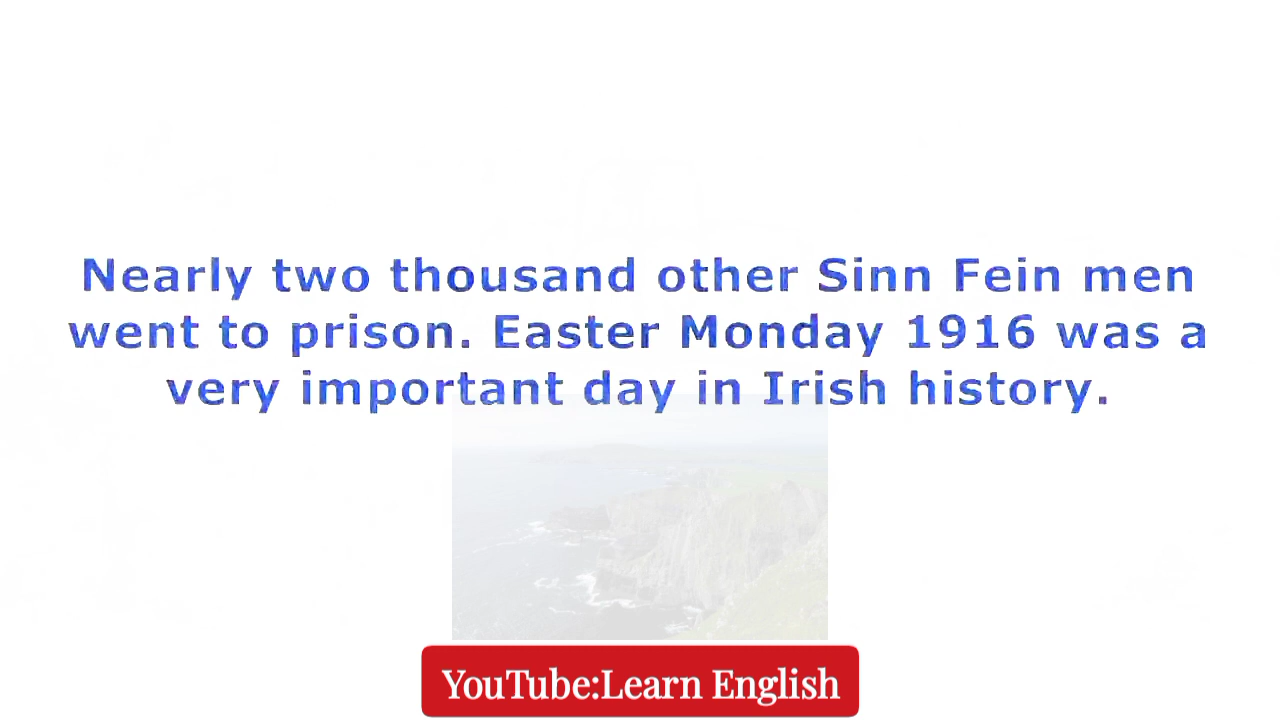 Nearly two thousand other Sinn Fein men
went to prison. Easter Monday 1916 was a
very important day in Irish history.
YouTube:Learn English